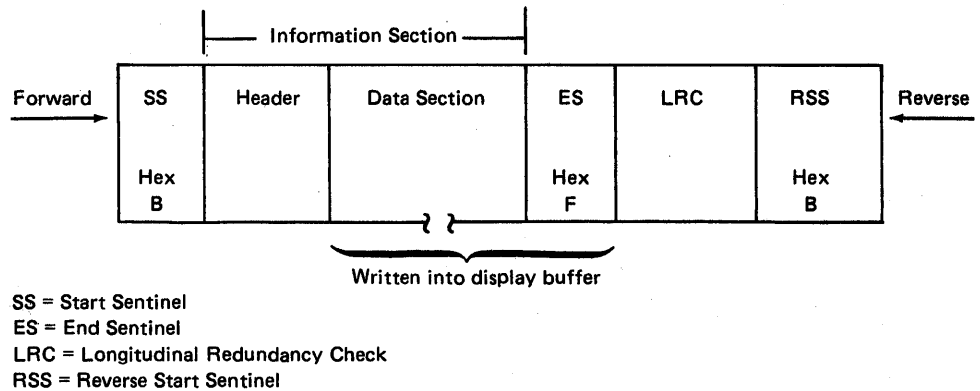 Information Section
Forward SS Header Data Section ES LRC RSS Reverse
Hex Hex Hex
B F B
Written into display buffer
SS = Start Sentinel
ES = End Sentinel
LRC = Longitudinal Redundancy Check
RSS = Reverse Start Sentinel